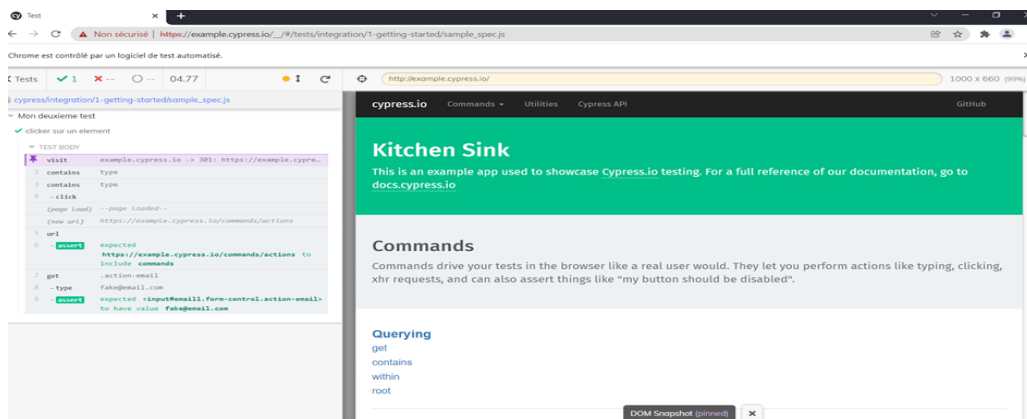 Test
Non sécurisé | https://example.cypress.io/__/#/tests/integration/1-getting-started/sample_spec.js
Chrome est contrôlé par un logiciel de test automatisé.
Tests 1 -- -- 04.77
http://example.cypress.io/
1000 x 660 (99%)
cypress/integration/1-getting-started/sample_spec.js
Mon deuxieme test
clicker sur un element
TEST BODY
visit example.cypress.io -> 301: https://example.cypre...
2 contains type
3 contains type
4 -click
(page load) --page loaded--
(new url) https://example.cypress.io/commands/actions
5 url
6 -assert expected
https://example.cypress.io/commands/actions to
include commands
7 get .action-email
8 -type fake@email.com
9 -assert expected <input#email1.form-control.action-email>
to have value fake@email.com
cypress.io Commands Utilities Cypress API GitHub
Kitchen Sink
This is an example app used to showcase Cypress.io testing. For a full reference of our documentation, go to
docs.cypress.io
Commands
Commands drive your tests in the browser like a real user would. They let you perform actions like typing, clicking,
xhr requests, and can also assert things like "my button should be disabled".
Querying
get
contains
within
root
DOM Snapshot (pinned)